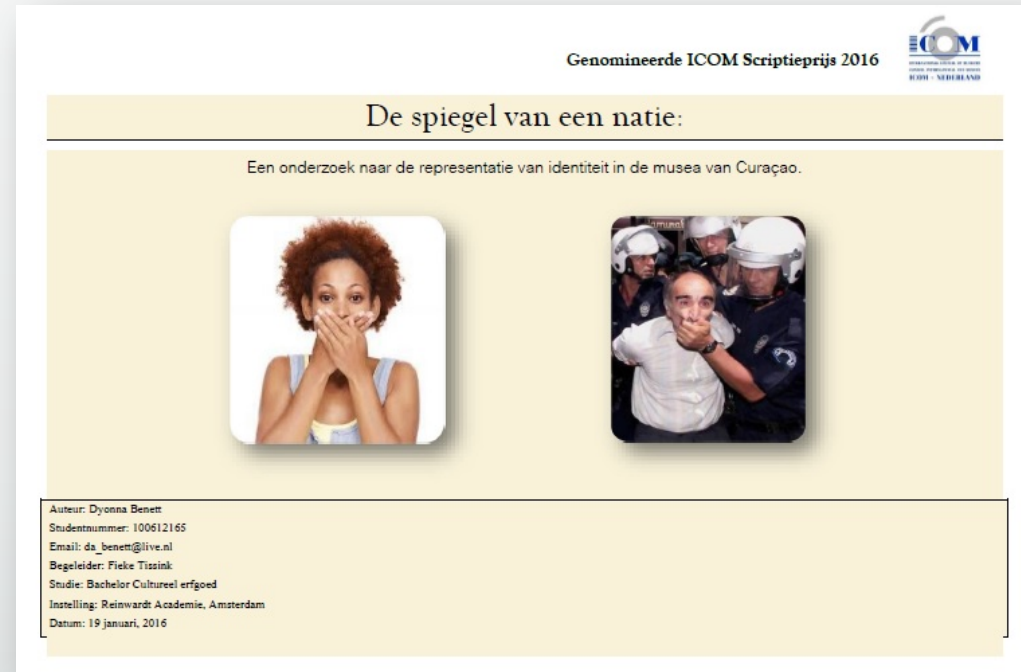 Genomineerde ICOM Scriptieprijs 2016
ICOM
ICOM - NEDERLAND
De spiegel van een natie:
Een onderzoek naar de representatie van identiteit in de musea van Curaçao.
Auteur: Dyonna Benett
Studentnummer: 100612165
Email: da_benett@live.nl
Begeleider: Fieke Tissink
Studie: Bachelor Cultureel erfgoed
Instelling: Reinwardt Academie, Amsterdam
Datum: 19 januari, 2016